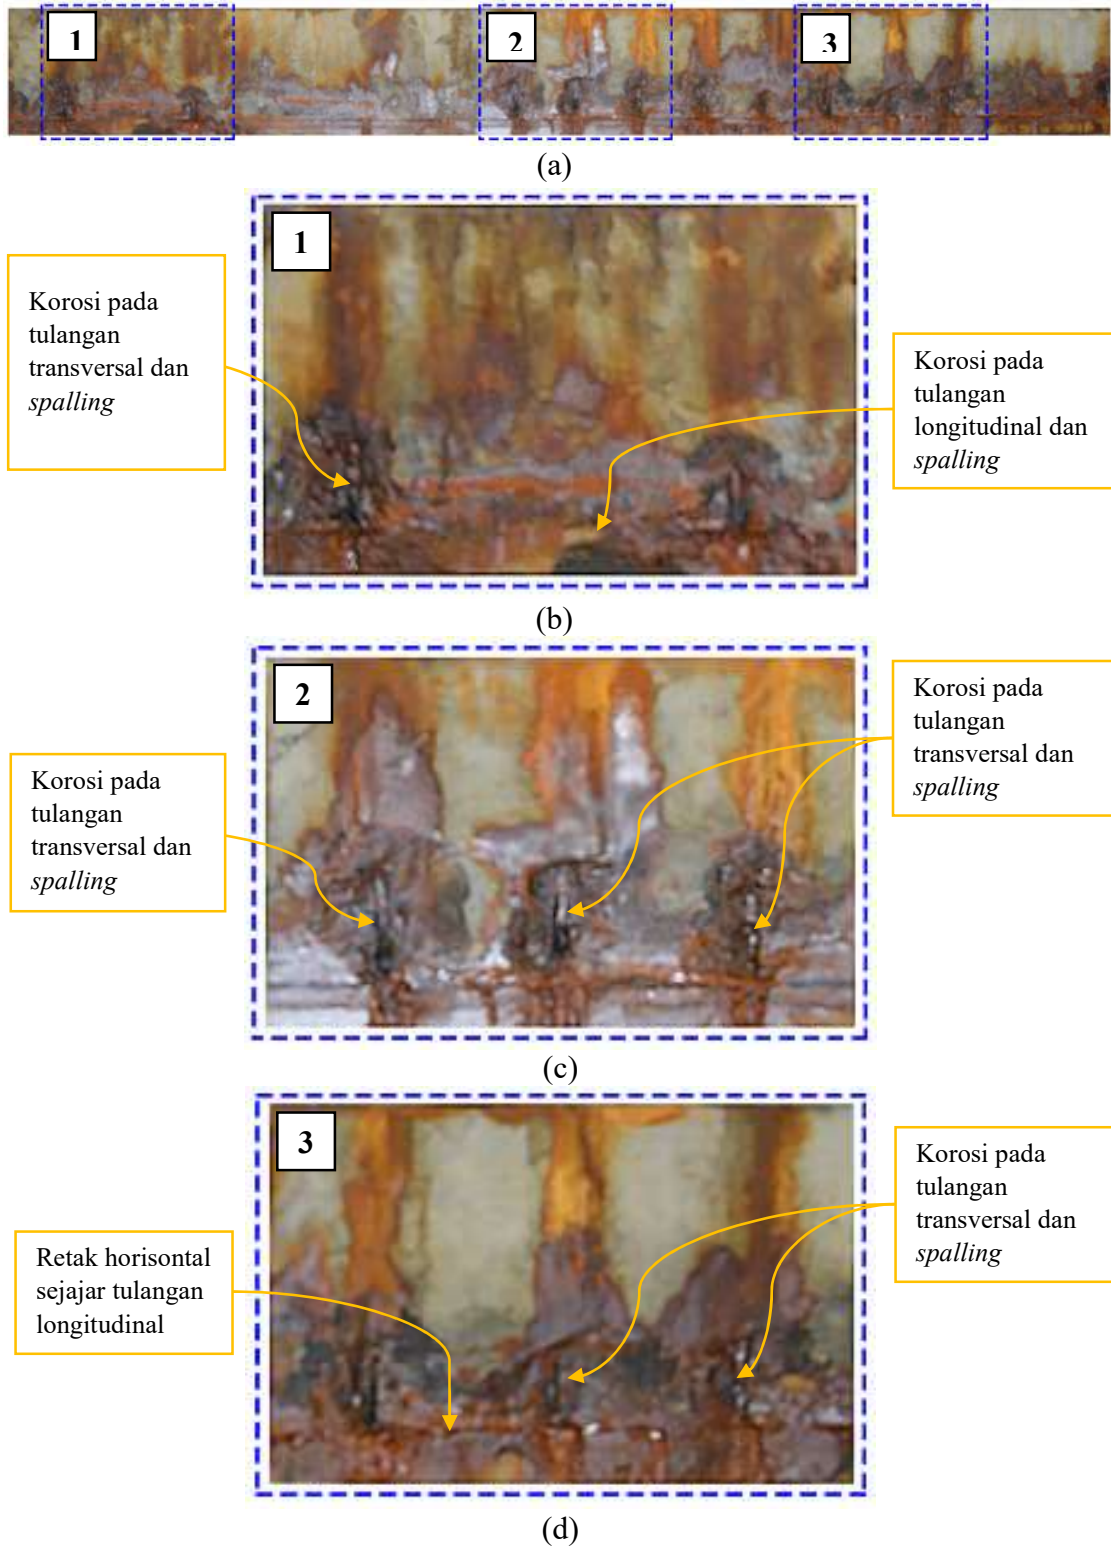 1
2
3
(a)
1
Korosi pada
tulangan
transversal dan
spalling
Korosi pada
tulangan
longitudinal dan
spalling
(b)
2
Korosi pada
tulangan
transversal dan
spalling
Korosi pada
tulangan
transversal dan
spalling
(c)
3
Korosi pada
tulangan
transversal dan
spalling
Retak horisontal
sejajar tulangan
longitudinal
(d)